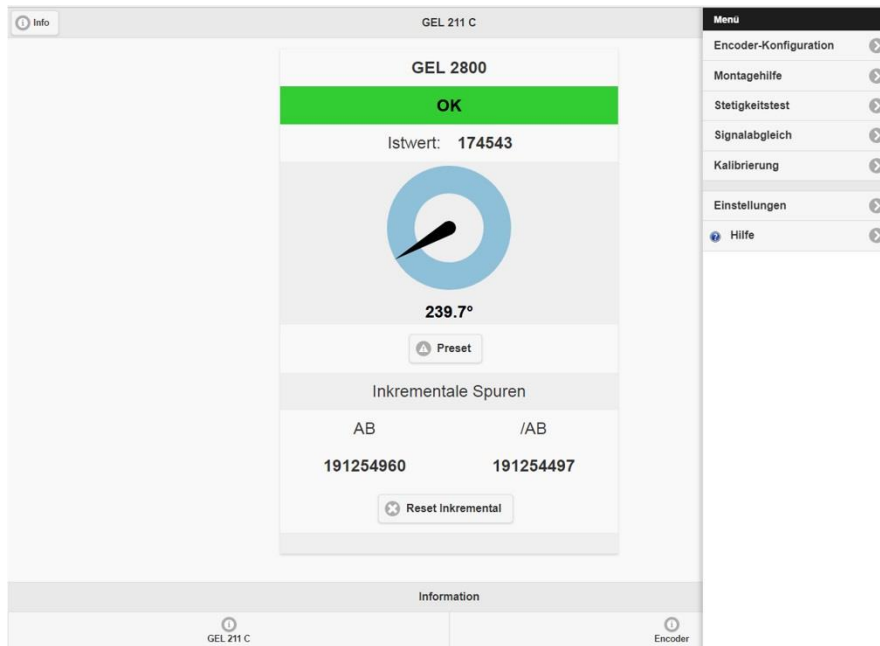 Info
GEL 211 C
GEL 2800
OK
Istwert: 174543
239.7º
Preset
Inkrementale Spuren
AB /AB
191254960 191254497
Reset Inkremental
Information
GEL 211 C
Encoder
Menü
Encoder-Konfiguration
Montagehilfe
Stetigkeitstest
Signalabgleich
Kalibrierung
Einstellungen
Hilfe